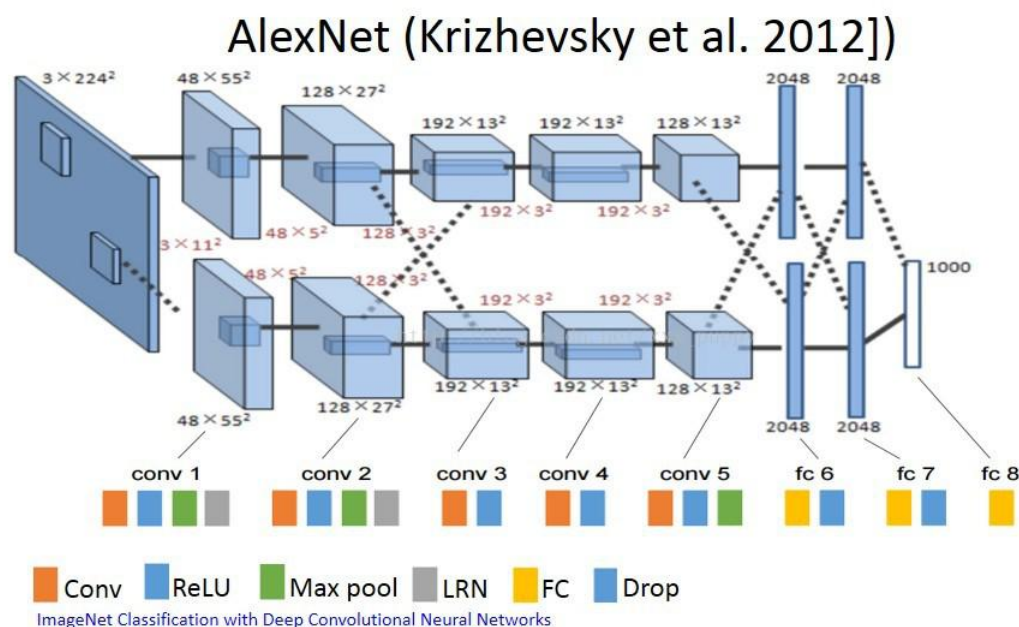 AlexNet (Krizhevsky et al. 2012])
3 × 224²
48 × 55²
128 × 27²
192 × 13²
192 × 13²
128 × 13²
2048
2048
192 × 3²
192 × 3²
48 × 5²
128 × 3²
3 × 11²
48 × 5²
128 × 3²
192 × 3²
192 × 3²
1000
192 × 13²
192 × 13²
128 × 13²
128 × 27²
48 × 55²
2048
2048
conv 1
conv 2
conv 3
conv 4
conv 5
fc 6
fc 7
fc 8
Conv
ReLU
Max pool
LRN
FC
Drop
ImageNet Classification with Deep Convolutional Neural Networks